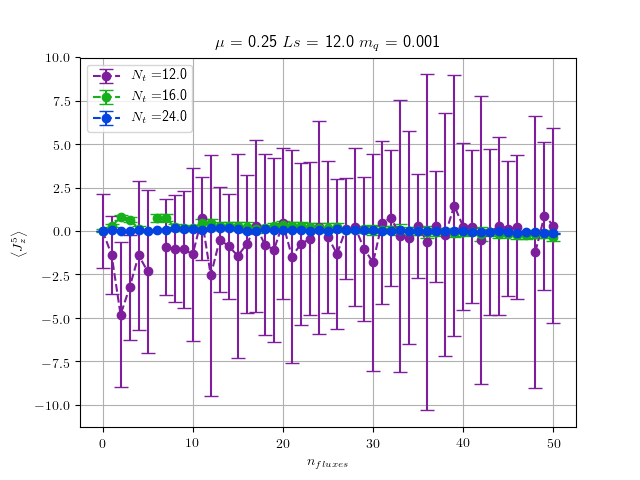 μ = 0.25 Ls = 12.0 m_q = 0.001
N_t =12.0
N_t =16.0
N_t =24.0
⟨J_z^5⟩
10.0
7.5
5.0
2.5
0.0
−2.5
−5.0
−7.5
−10.0
0 10 20 30 40 50
n_{fluxes}